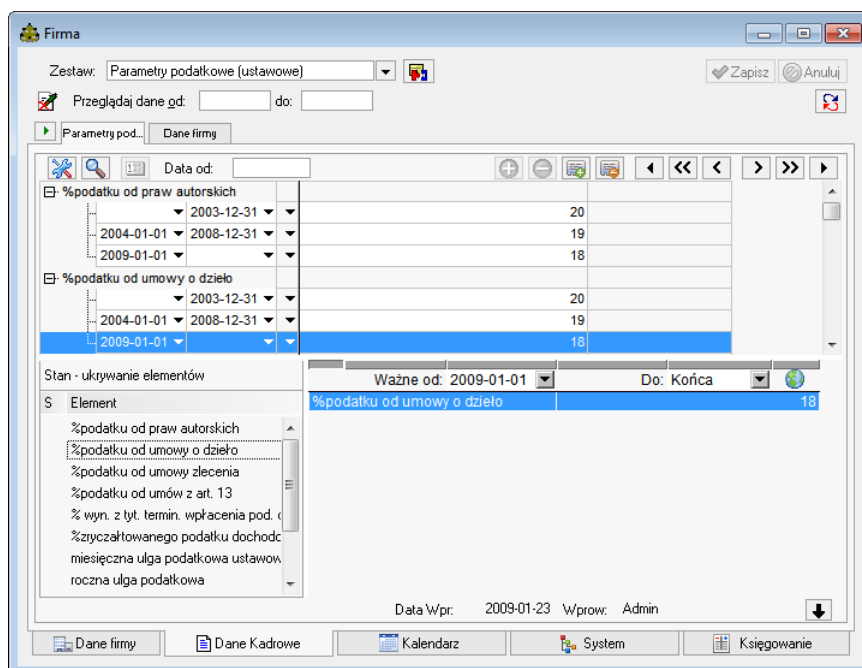 Firma
Zestaw: Parametry podatkowe (ustawowe) Zapisz Anuluj
Przeglądaj dane od: do:
Parametry pod... Dane firmy
Data od:
%podatku od praw autorskich
2003-12-31 20
2004-01-01 2008-12-31 19
2009-01-01 18
%podatku od umowy o dzieło
2003-12-31 20
2004-01-01 2008-12-31 19
2009-01-01 18
Stan - ukrywanie elementów
S Element
%podatku od praw autorskich
%podatku od umowy o dzieło
%podatku od umowy zlecenia
%podatku od umów z art. 13
% wyn. z tyt. termin. wpłacenia pod.
%zryczałtowanego podatku dochodo
miesięczna ulga podatkowa ustawow
roczna ulga podatkowa
Ważne od: 2009-01-01 Do: Końca
%podatku od umowy o dzieło 18
Data Wpr: 2009-01-23 Wprow: Admin
Dane firmy Dane Kadrowe Kalendarz System Księgowanie